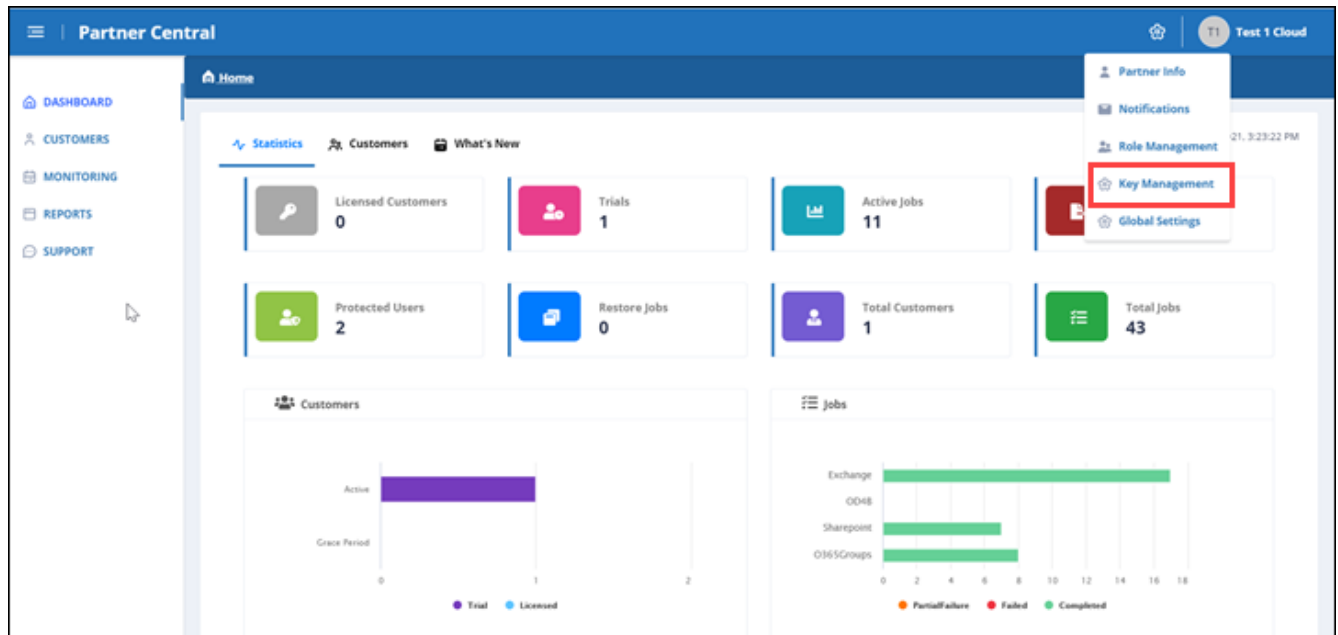 Partner Central
T1
Test 1 Cloud
Home
Partner Info
Notifications
Role Management
Key Management
Global Settings
DASHBOARD
CUSTOMERS
MONITORING
REPORTS
SUPPORT
Statistics
Customers
What's New
21, 3:23:22 PM
Licensed Customers
0
Trials
1
Active Jobs
11
Protected Users
2
Restore Jobs
0
Total Customers
1
Total Jobs
43
Customers
Active
Grace Period
0 1 2
Trial Licensed
Jobs
Exchange
OD4B
Sharepoint
O365Groups
0 2 4 6 8 10 12 14 16 18
PartialFailure Failed Completed